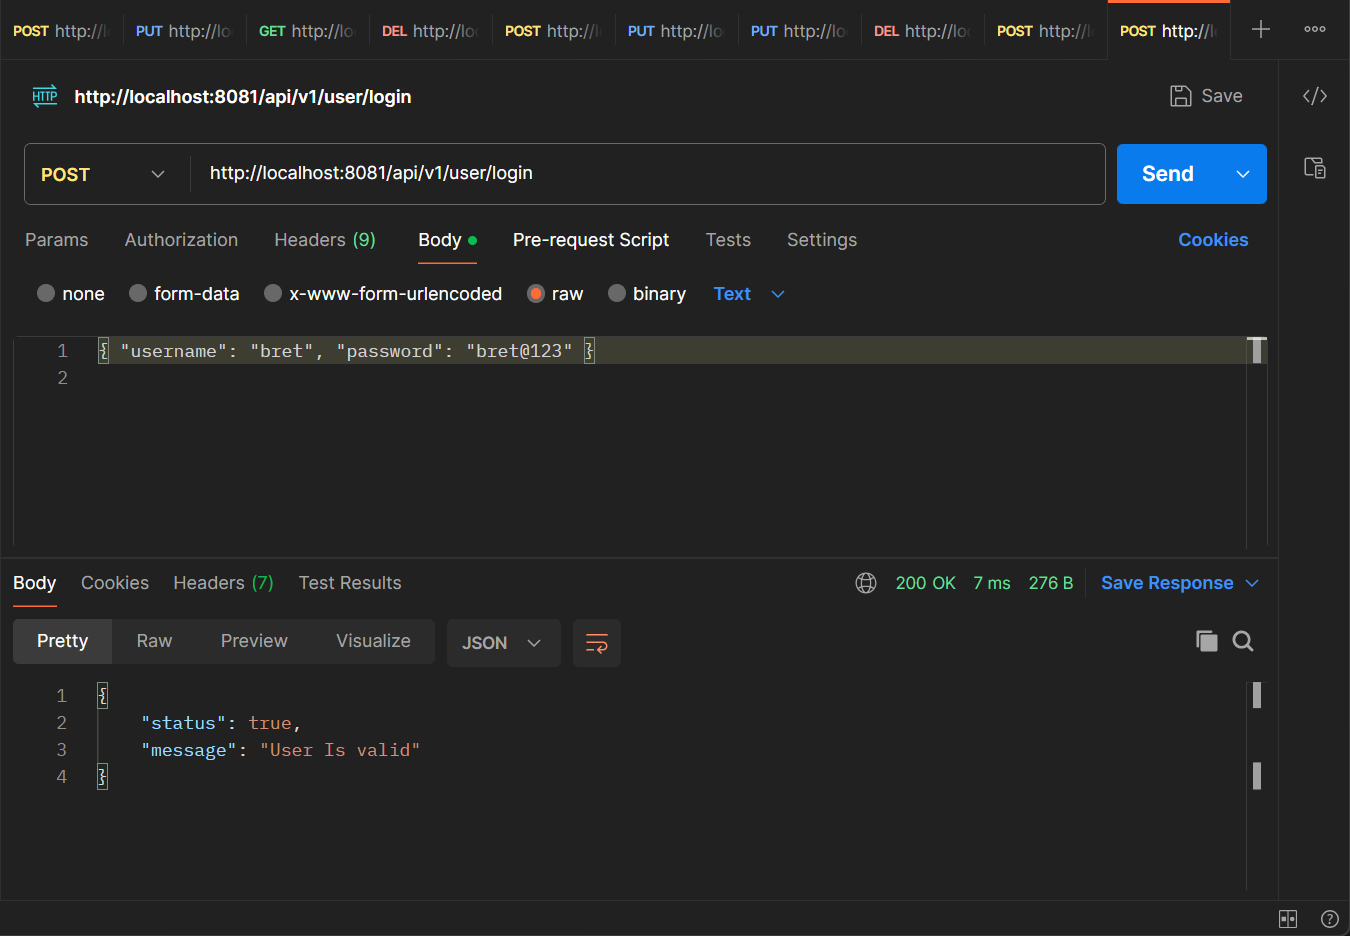 POST http://l PUT http://lo GET http://lo DEL http://lo POST http://l PUT http://lo PUT http://lo DEL http://lo POST http://l POST http://l
HTTP http://localhost:8081/api/v1/user/login Save </>
POST http://localhost:8081/api/v1/user/login Send
Params Authorization Headers (9) Body Pre-request Script Tests Settings Cookies
none form-data x-www-form-urlencoded raw binary Text
1 { "username": "bret", "password": "bret@123" }
2
Body Cookies Headers (7) Test Results 200 OK 7 ms 276 B Save Response
Pretty Raw Preview Visualize JSON
1 {
2 "status": true,
3 "message": "User Is valid"
4 }